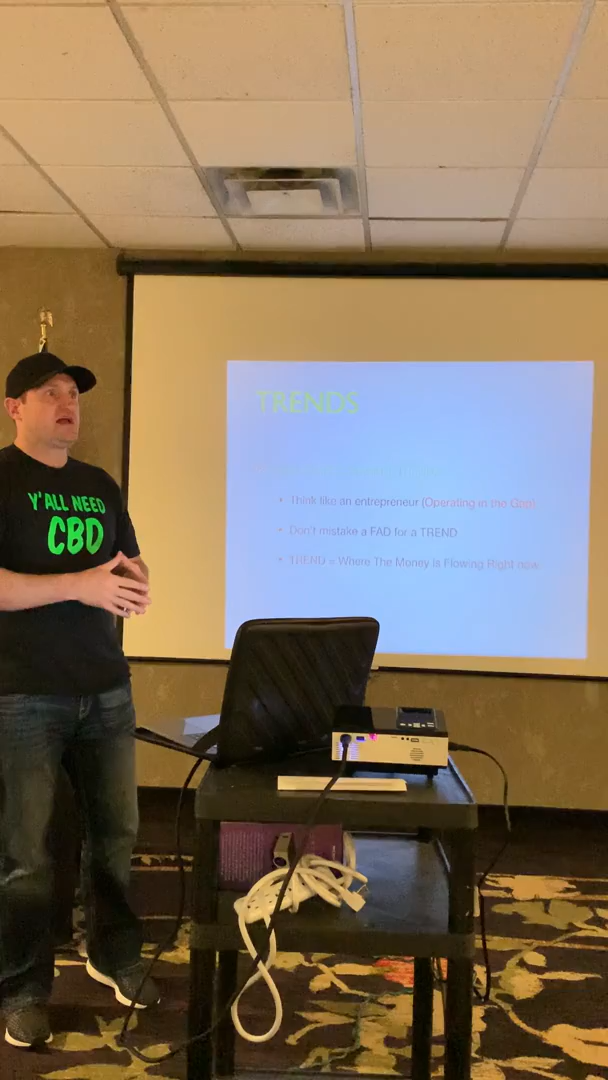 TRENDS
Think like an entrepreneur (Operating in the Gap)
Don't mistake a FAD for a TREND
TREND = Where The Money Is Flowing Right now
Y'ALL NEED
CBD